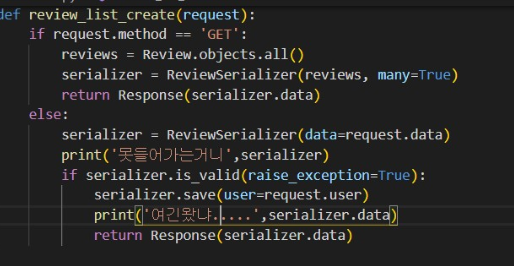 def review_list_create(request):
    if request.method == 'GET':
        reviews = Review.objects.all()
        serializer = ReviewSerializer(reviews, many=True)
        return Response(serializer.data)
    else:
        serializer = ReviewSerializer(data=request.data)
        print('못들어가는거니',serializer)
        if serializer.is_valid(raise_exception=True):
            serializer.save(user=request.user)
            print('여긴왔냐.....',serializer.data)
            return Response(serializer.data)